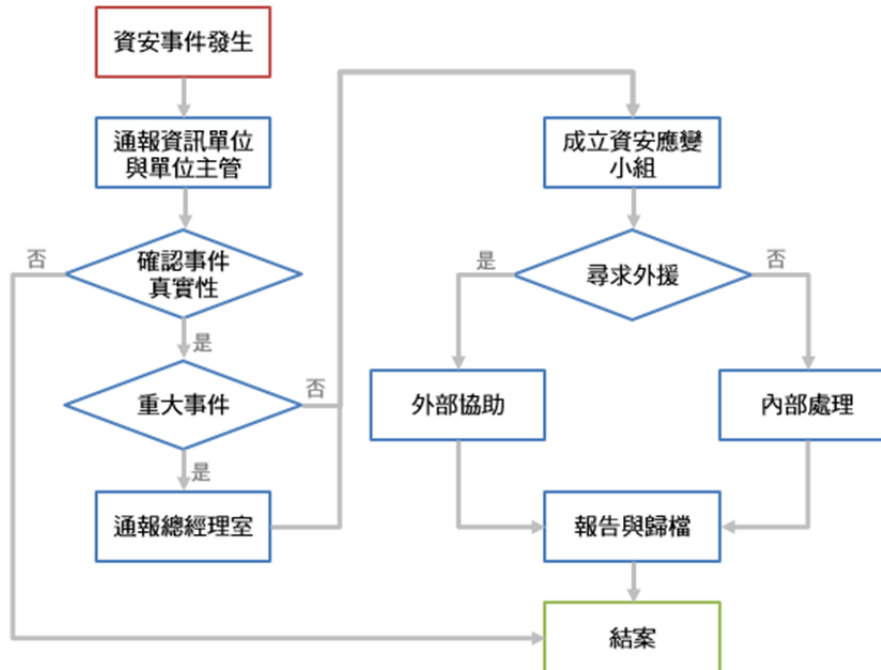 資安事件發生
通報資訊單位
與單位主管
確認事件
真實性
否
是
重大事件
否
是
通報總經理室
成立資安應變
小組
尋求外援
是
否
外部協助
內部處理
報告與歸檔
結案